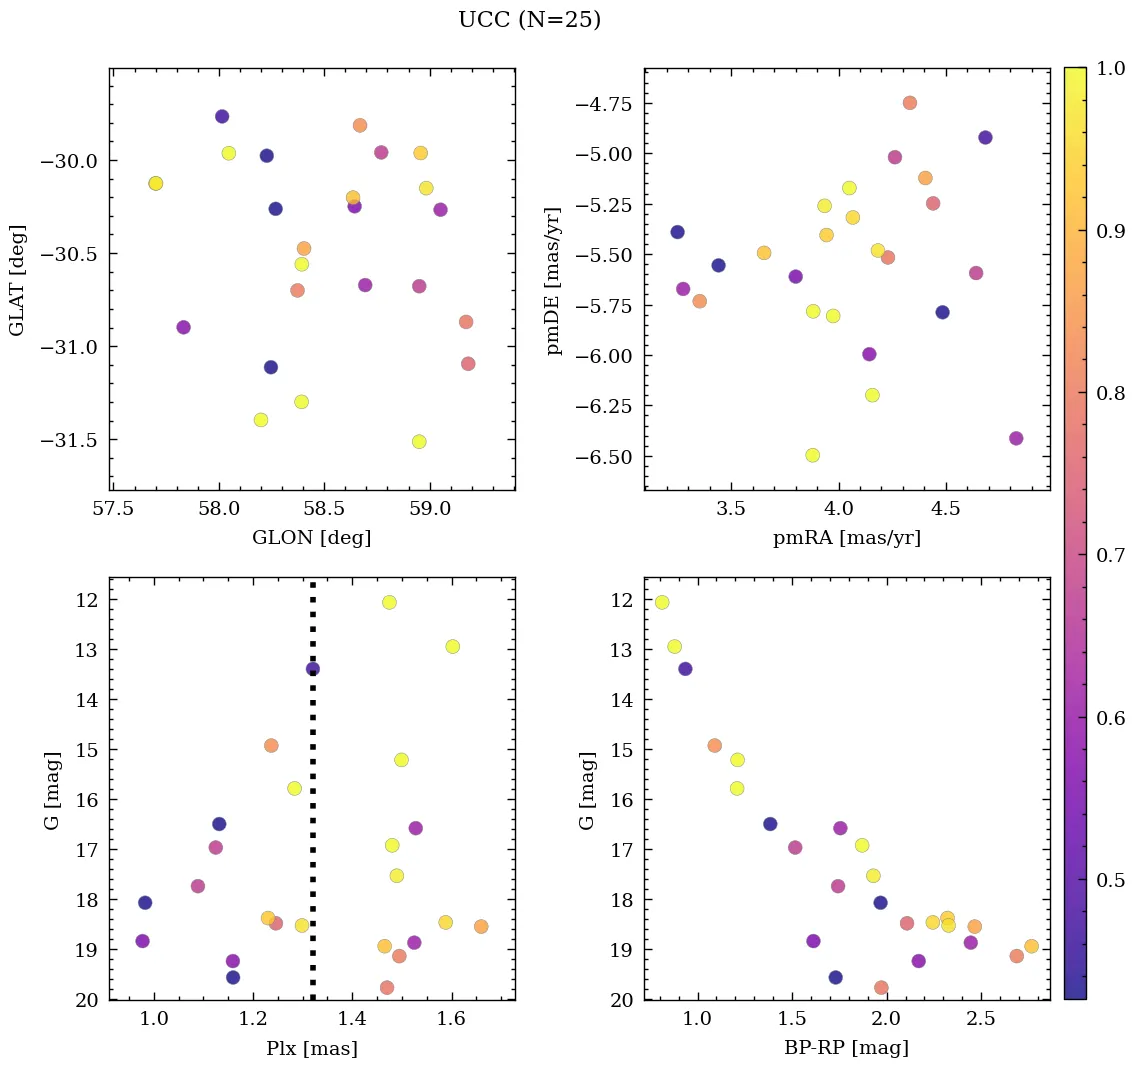 UCC (N=25)
−30.0
−30.5
−31.0
−31.5
57.5 58.0 58.5 59.0
GLON [deg]
GLAT [deg]
−4.75
−5.00
−5.25
−5.50
−5.75
−6.00
−6.25
−6.50
3.5 4.0 4.5
pmRA [mas/yr]
pmDE [mas/yr]
12
13
14
15
16
17
18
19
20
1.0 1.2 1.4 1.6
Plx [mas]
G [mag]
12
13
14
15
16
17
18
19
20
1.0 1.5 2.0 2.5
BP-RP [mag]
G [mag]
1.0
0.9
0.8
0.7
0.6
0.5